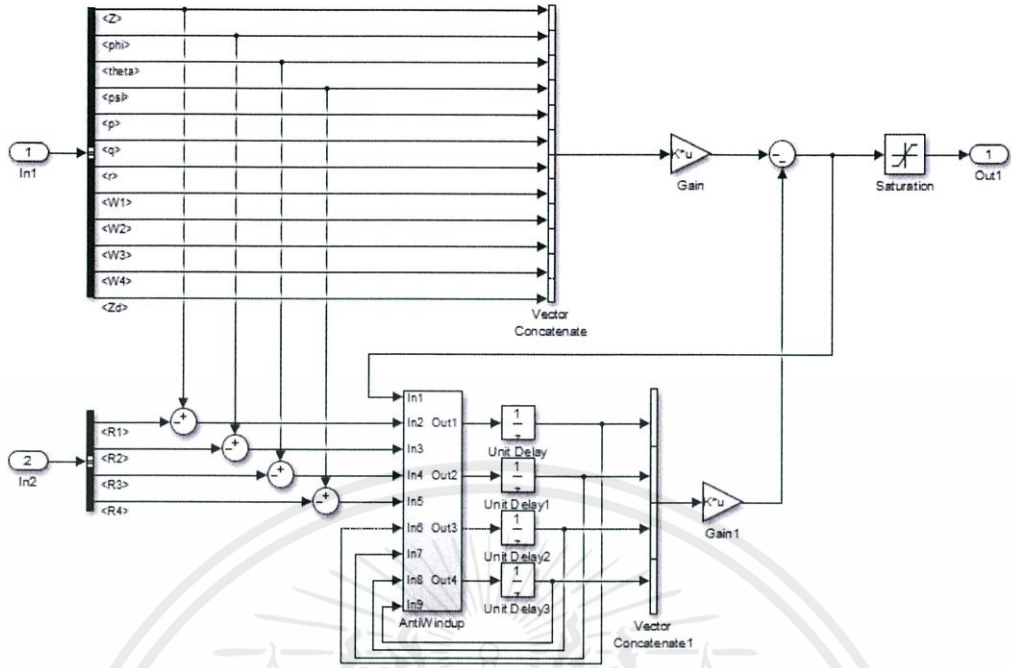 <Z>
<phi>
<theta>
<psi>
<p>
<q>
<r>
<W1>
<W2>
<W3>
<W4>
<Zd>
1
In1
Vector
Concatenate
K*u
Gain
Saturation
1
Out1
2
In2
<R1>
<R2>
<R3>
<R4>
In1
In2
In3
In4
In5
In6
In7
In8
In9
Out1
Out2
Out3
Out4
AntiWindup
1
z
Unit Delay
1
z
Unit Delay1
1
z
Unit Delay2
1
z
Unit Delay3
Vector
Concatenate1
K*u
Gain1